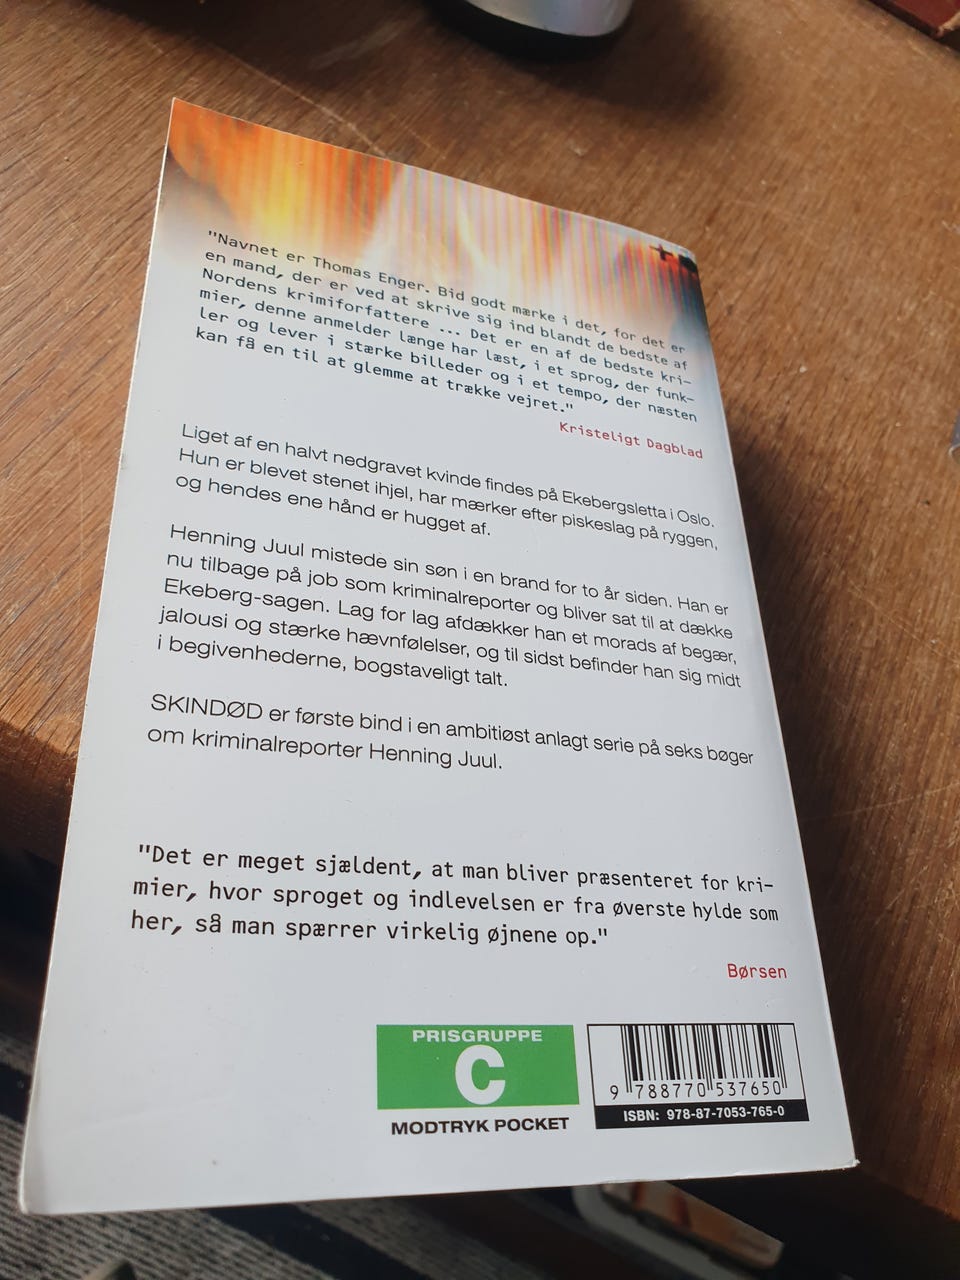 "Navnet er Thomas Enger. Bid godt mærke i det, for det er
en mand, der er ved at skrive sig ind blandt de bedste af
Nordens krimiforfattere ... Det er en af de bedste kri-
mier, denne anmelder længe har læst, i et sprog, der funk-
ler og lever i stærke billeder og i et tempo, der næsten
kan få en til at glemme at trække vejret."
Kristeligt Dagblad
Liget af en halvt nedgravet kvinde findes på Ekebergsletta i Oslo.
Hun er blevet stenet ihjel, har mærker efter piskeslag på ryggen,
og hendes ene hånd er hugget af.
Henning Juul mistede sin søn i en brand for to år siden. Han er
nu tilbage på job som kriminalreporter og bliver sat til at dække
Ekeberg-sagen. Lag for lag afdækker han et morads af begær,
jalousi og stærke hævnfølelser, og til sidst befinder han sig midt
i begivenhederne, bogstaveligt talt.
SKINDØD er første bind i en ambitiøst anlagt serie på seks bøger
om kriminalreporter Henning Juul.
"Det er meget sjældent, at man bliver præsenteret for kri-
mier, hvor sproget og indlevelsen er fra øverste hylde som
her, så man spærrer virkelig øjnene op."
Børsen
PRISGRUPPE
C
MODTRYK POCKET
9 788770 537650
ISBN: 978-87-7053-765-0